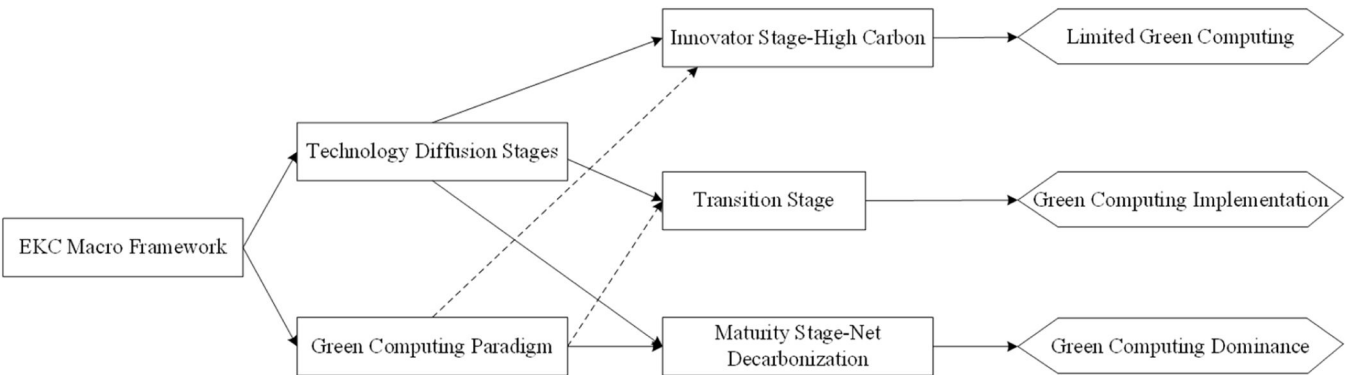 Innovator Stage-High Carbon
Limited Green Computing
Technology Diffusion Stages
Transition Stage
Green Computing Implementation
EKC Macro Framework
Green Computing Paradigm
Maturity Stage-Net
Decarbonization
Green Computing Dominance